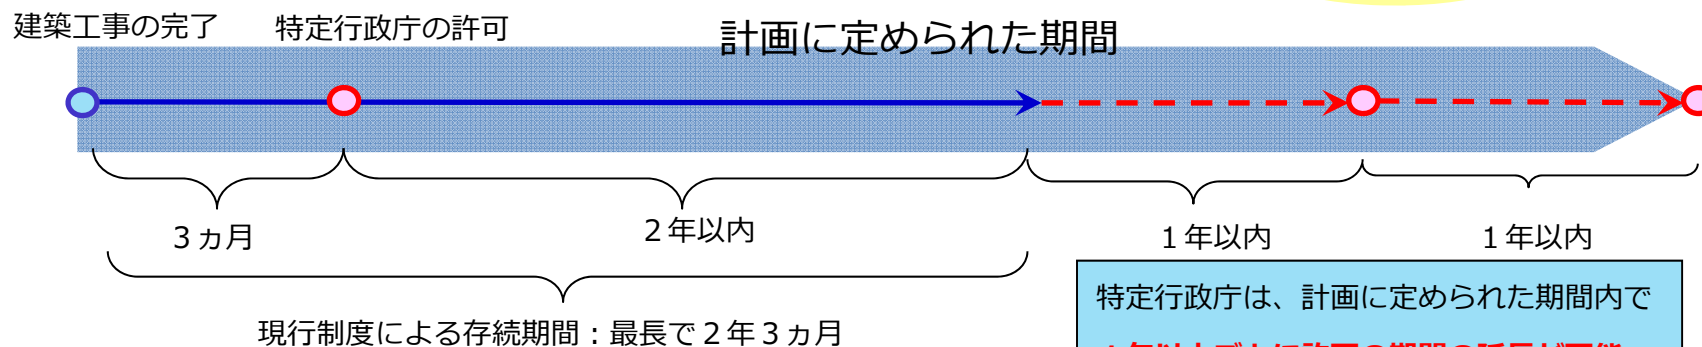 建築工事の完了
特定行政庁の許可
計画に定められた期間
3ヵ月
2年以内
1年以内
1年以内
現行制度による存続期間：最長で2年3ヵ月
特定行政庁は、計画に定められた期間内で